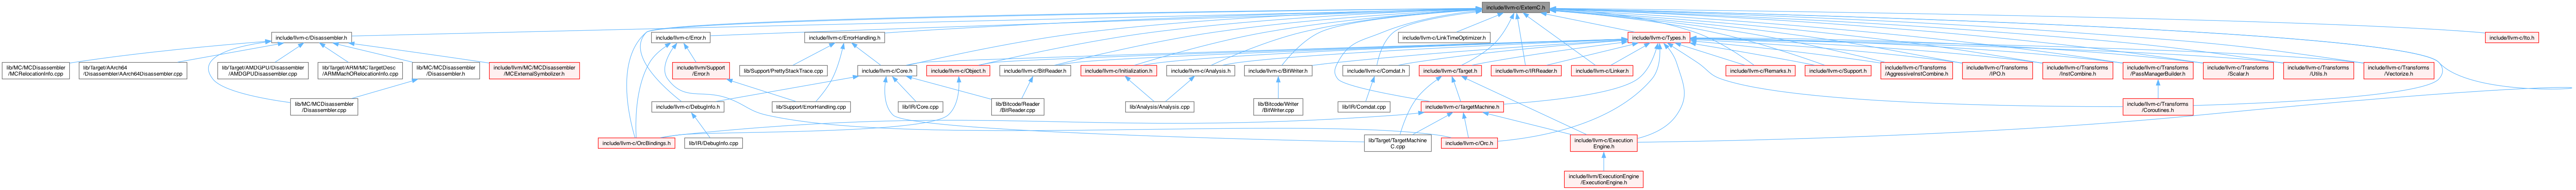 include/llvm-c/ExternC.h
include/llvm-c/Disassembler.h
include/llvm-c/Error.h
include/llvm-c/ErrorHandling.h
include/llvm-c/LinkTimeOptimizer.h
include/llvm-c/Types.h
include/llvm-c/lto.h
lib/MC/MCDisassembler
/MCRelocationInfo.cpp
lib/Target/AArch64
/Disassembler/AArch64Disassembler.cpp
lib/Target/AMDGPU/Disassembler
/AMDGPUDisassembler.cpp
lib/Target/ARM/MCTargetDesc
/ARMMachORelocationInfo.cpp
lib/MC/MCDisassembler
/Disassembler.h
include/llvm/MC/MCDisassembler
/MCExternalSymbolizer.h
include/llvm/Support
/Error.h
lib/Support/PrettyStackTrace.cpp
include/llvm-c/Core.h
include/llvm-c/Object.h
include/llvm-c/BitReader.h
include/llvm-c/Initialization.h
include/llvm-c/Analysis.h
include/llvm-c/BitWriter.h
include/llvm-c/Comdat.h
include/llvm-c/Target.h
include/llvm-c/IRReader.h
include/llvm-c/Linker.h
include/llvm-c/Remarks.h
include/llvm-c/Support.h
include/llvm-c/Transforms
/AggressiveInstCombine.h
include/llvm-c/Transforms
/IPO.h
include/llvm-c/Transforms
/InstCombine.h
include/llvm-c/Transforms
/PassManagerBuilder.h
include/llvm-c/Transforms
/Scalar.h
include/llvm-c/Transforms
/Utils.h
include/llvm-c/Transforms
/Vectorize.h
lib/MC/MCDisassembler
/Disassembler.cpp
include/llvm-c/DebugInfo.h
lib/Support/ErrorHandling.cpp
lib/IR/Core.cpp
lib/Bitcode/Reader
/BitReader.cpp
lib/Analysis/Analysis.cpp
lib/Bitcode/Writer
/BitWriter.cpp
lib/IR/Comdat.cpp
include/llvm-c/TargetMachine.h
include/llvm-c/Transforms
/Coroutines.h
include/llvm-c/OrcBindings.h
lib/IR/DebugInfo.cpp
lib/Target/TargetMachine
C.cpp
include/llvm-c/Orc.h
include/llvm-c/Execution
Engine.h
include/llvm/ExecutionEngine
/ExecutionEngine.h